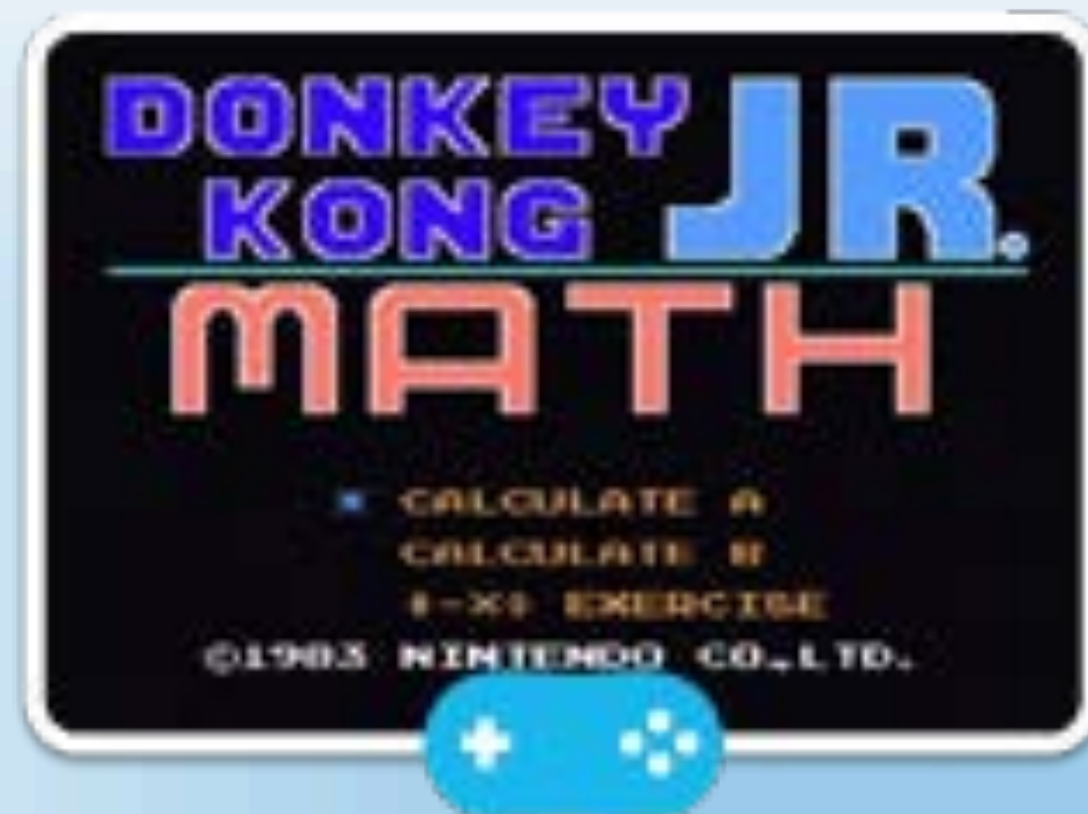 DONKEY
KONG JR.
MATH
CALCULATE A
CALCULATE B
+-×÷ EXERCISE
©1983 NINTENDO CO.,LTD.